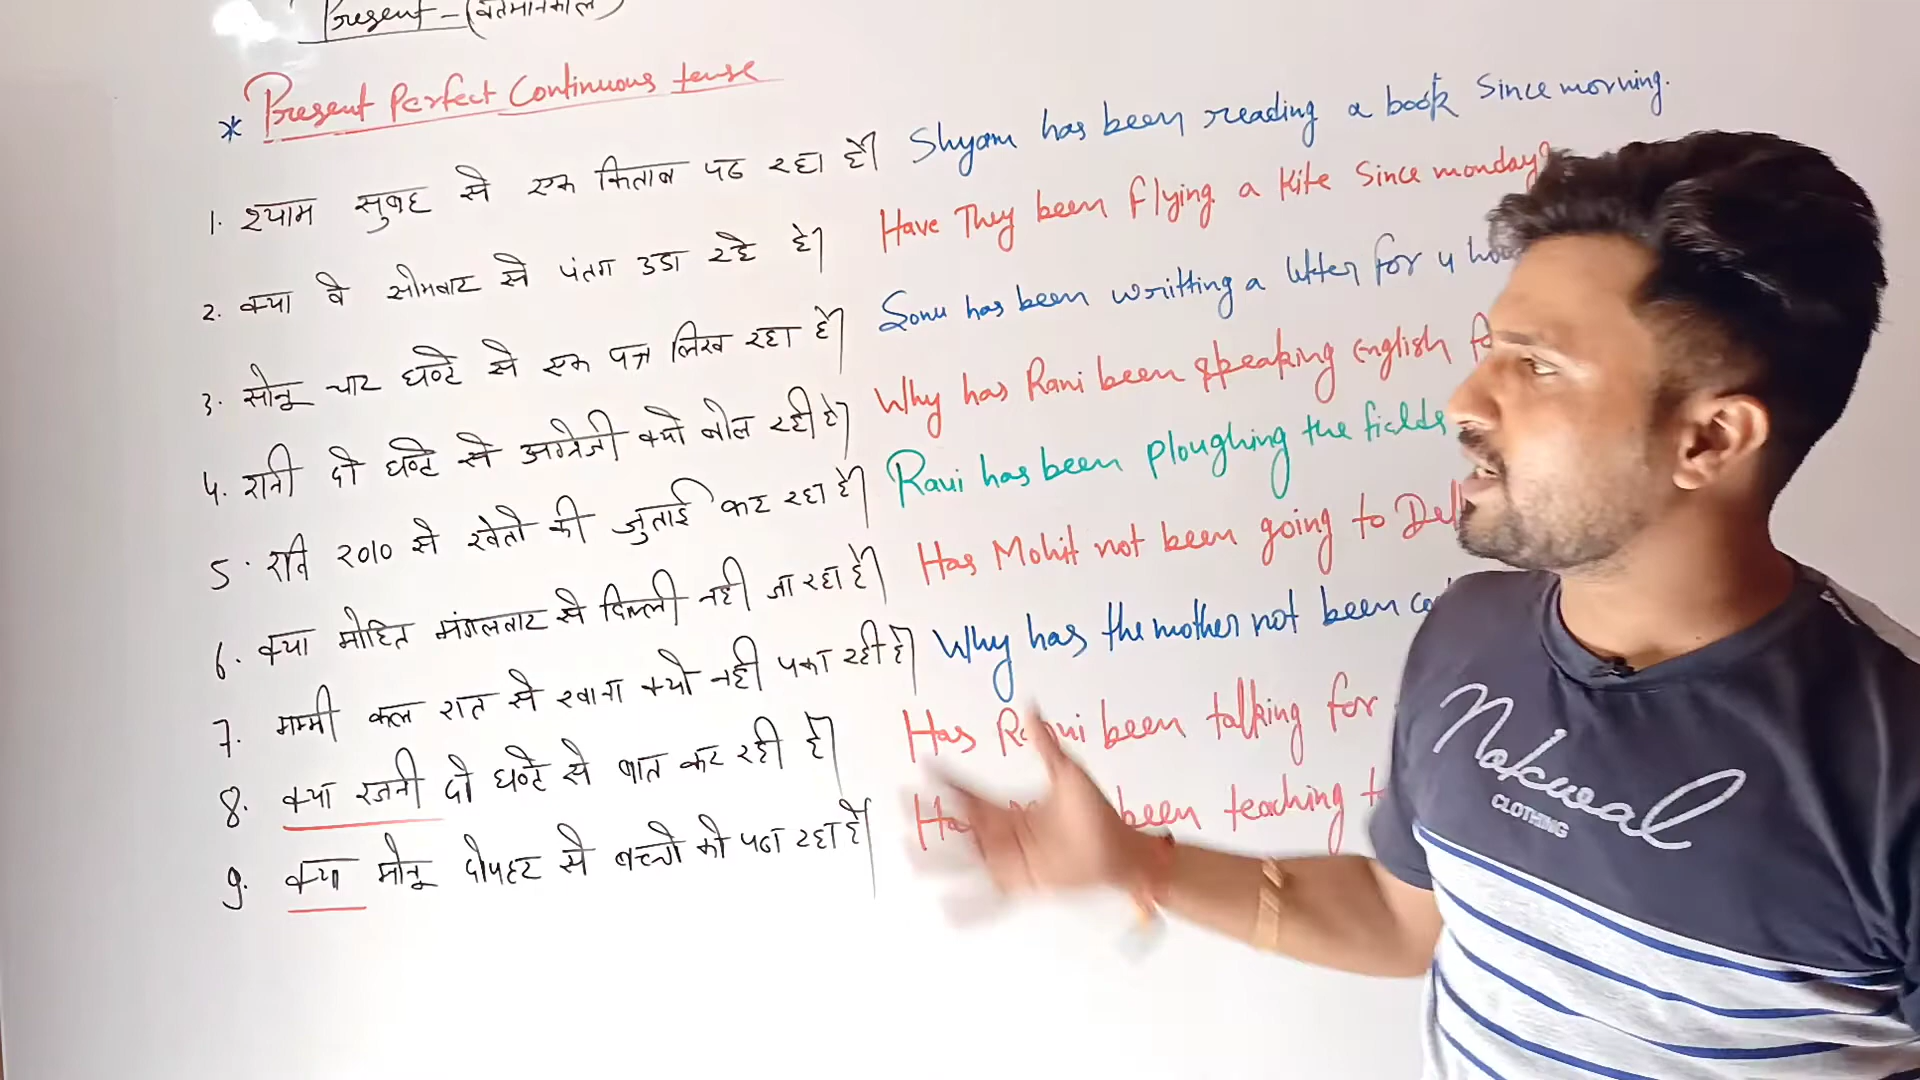 Present - (वर्तमानकाल)
* Present Perfect Continuous tense
1. श्याम सुबह से एक किताब पढ रहा है। Shyam has been reading a book Since morning.
2. क्या वे सोमवार से पंतग उडा रहे है। Have They been flying a kite Since monday?
3. सोनू चार घण्टे से एक पत्र लिख रहा है। Sonu has been writting a letter for 4
4. रानी दो घण्टे से अग्रेजी क्यो बोल रही है। Why has Rani been speaking english
5. रवि २०१० से खेतो की जुताई कर रहा है। Ravi has been ploughing the fields
6. क्या मोहित मंगलवार से दिल्ली नही जा रहा है। Has Mohit not been going to
7. मम्मी कल रात से खाना क्यो नही पका रही है। Why has the mother not been
8. क्या रजनी दो घण्टे से बात कर रही है। Has been talking for
9. क्या मोनू दोपहर से बच्चो को पढा रहा है। been teaching
Nokwal
CLOTHING